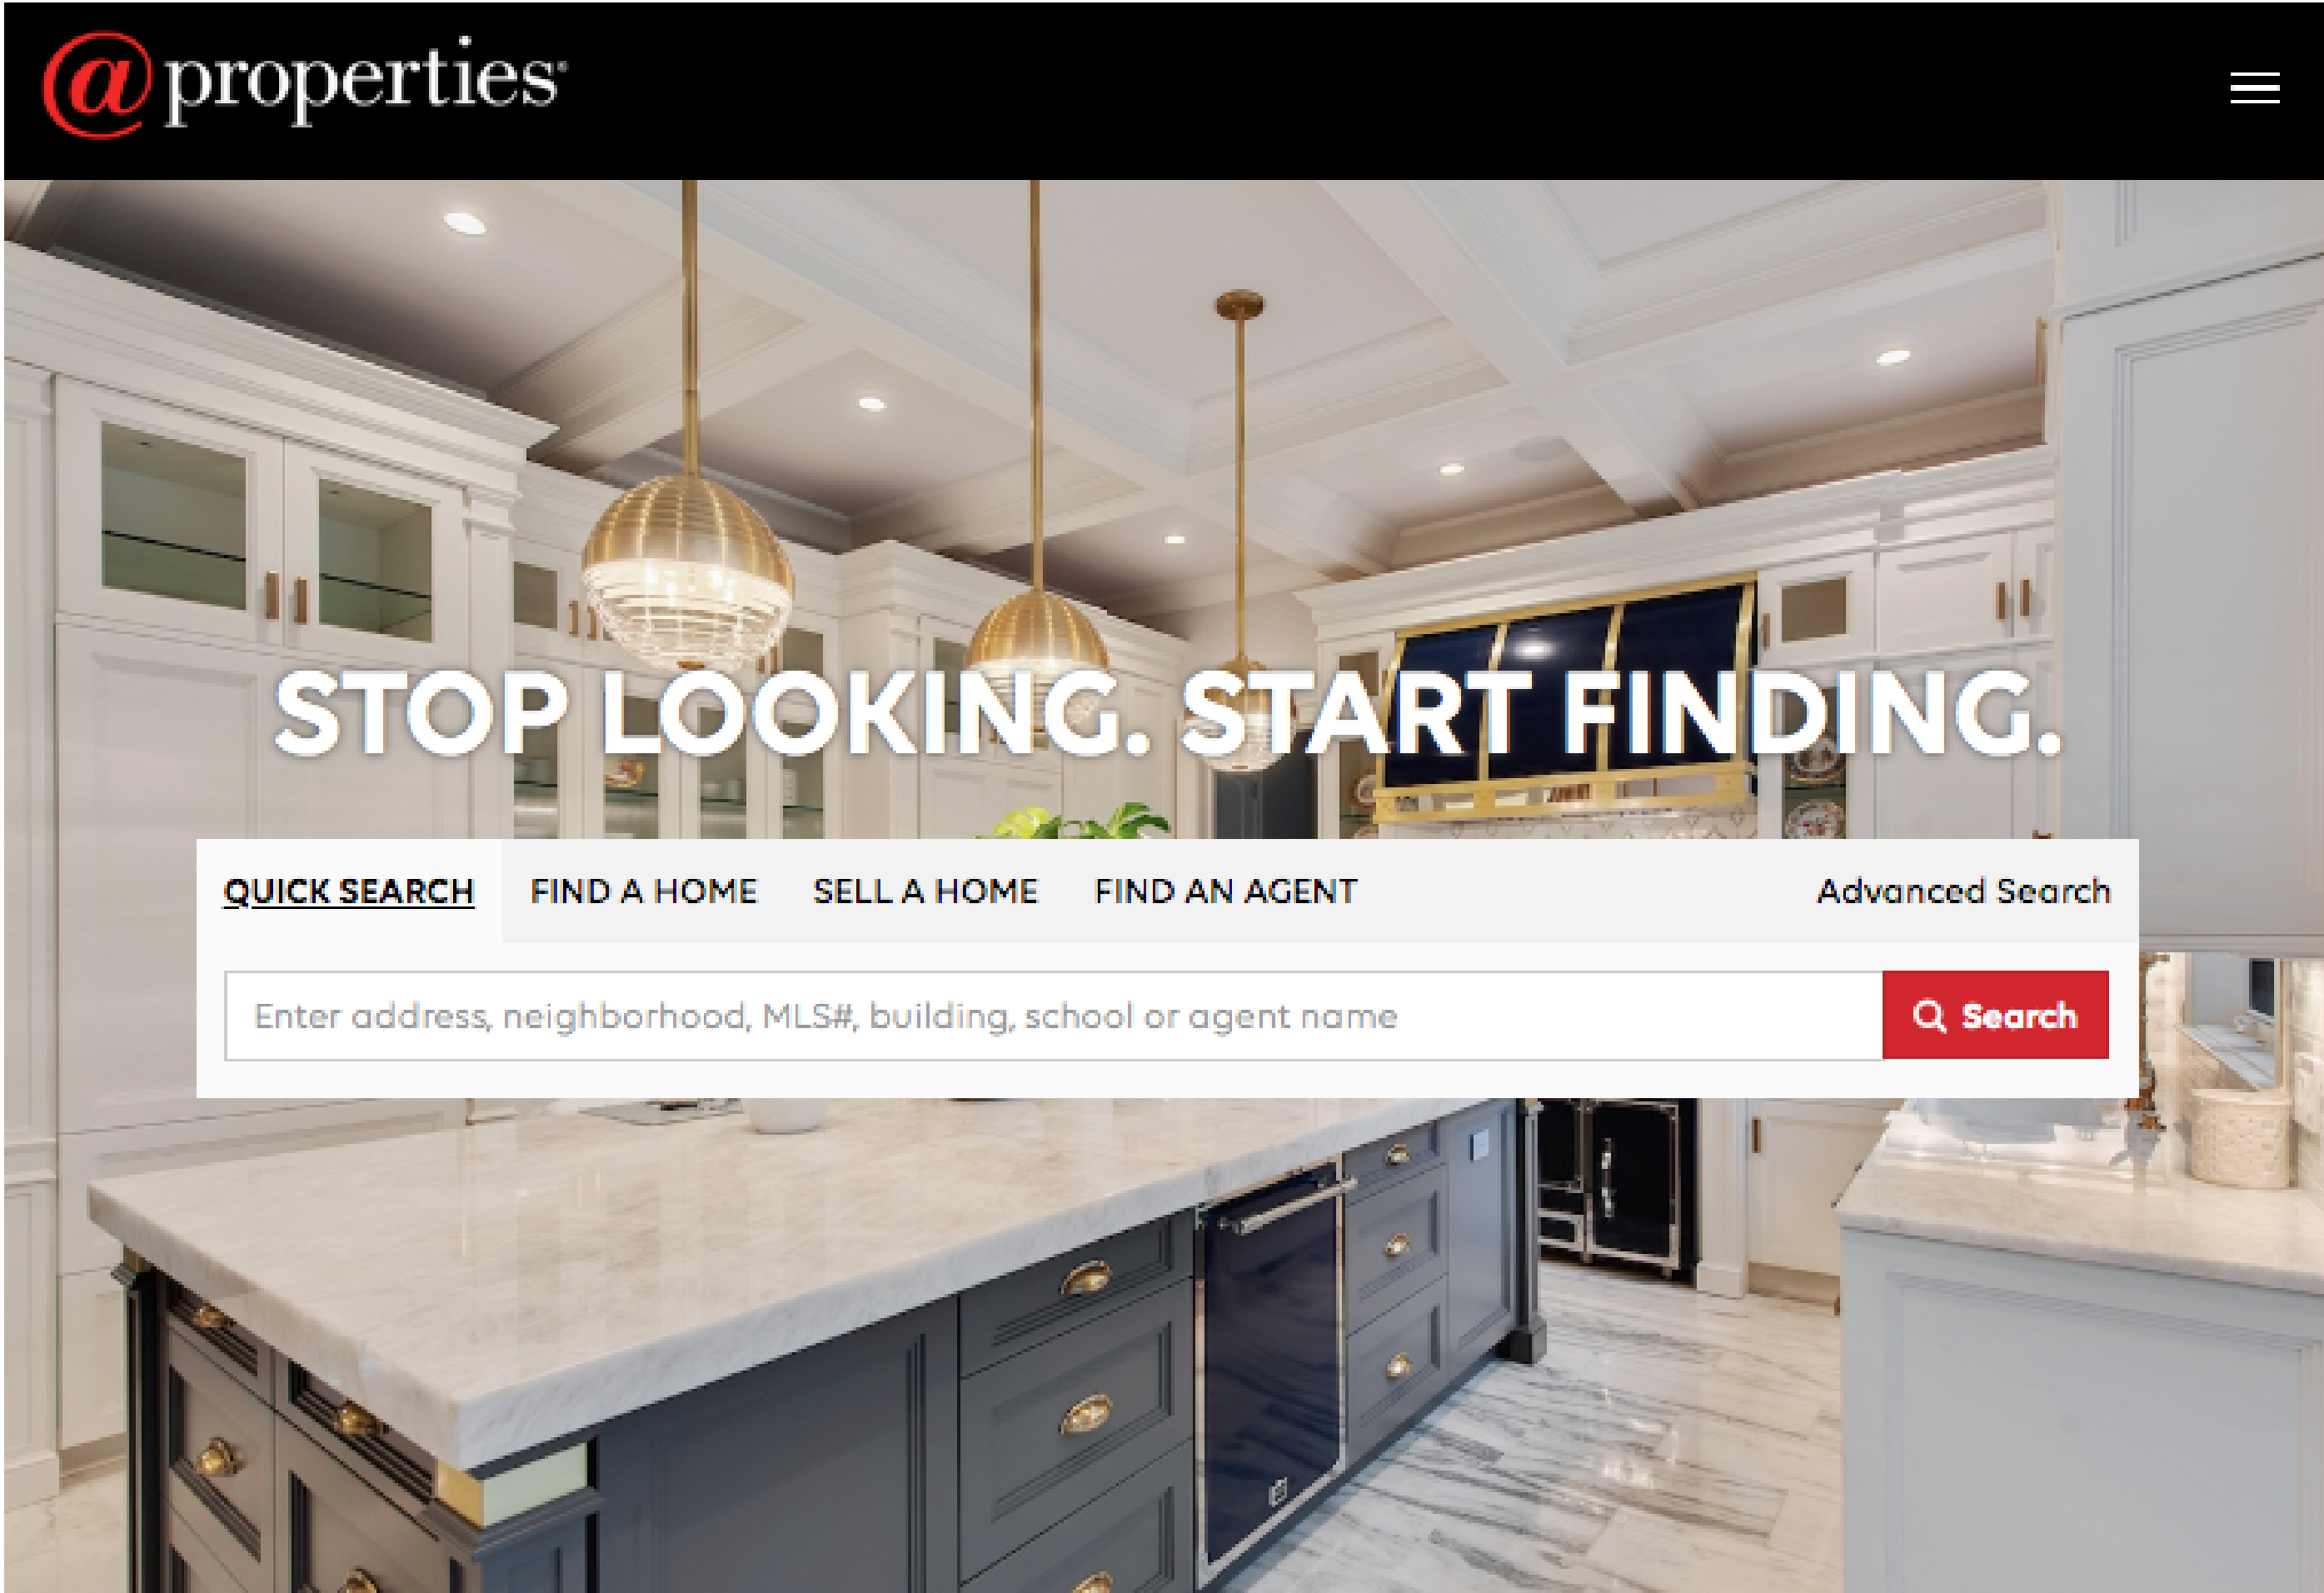 @properties®
STOP LOOKING. START FINDING.
QUICK SEARCH FIND A HOME SELL A HOME FIND AN AGENT Advanced Search
Enter address, neighborhood, MLS#, building, school or agent name Search